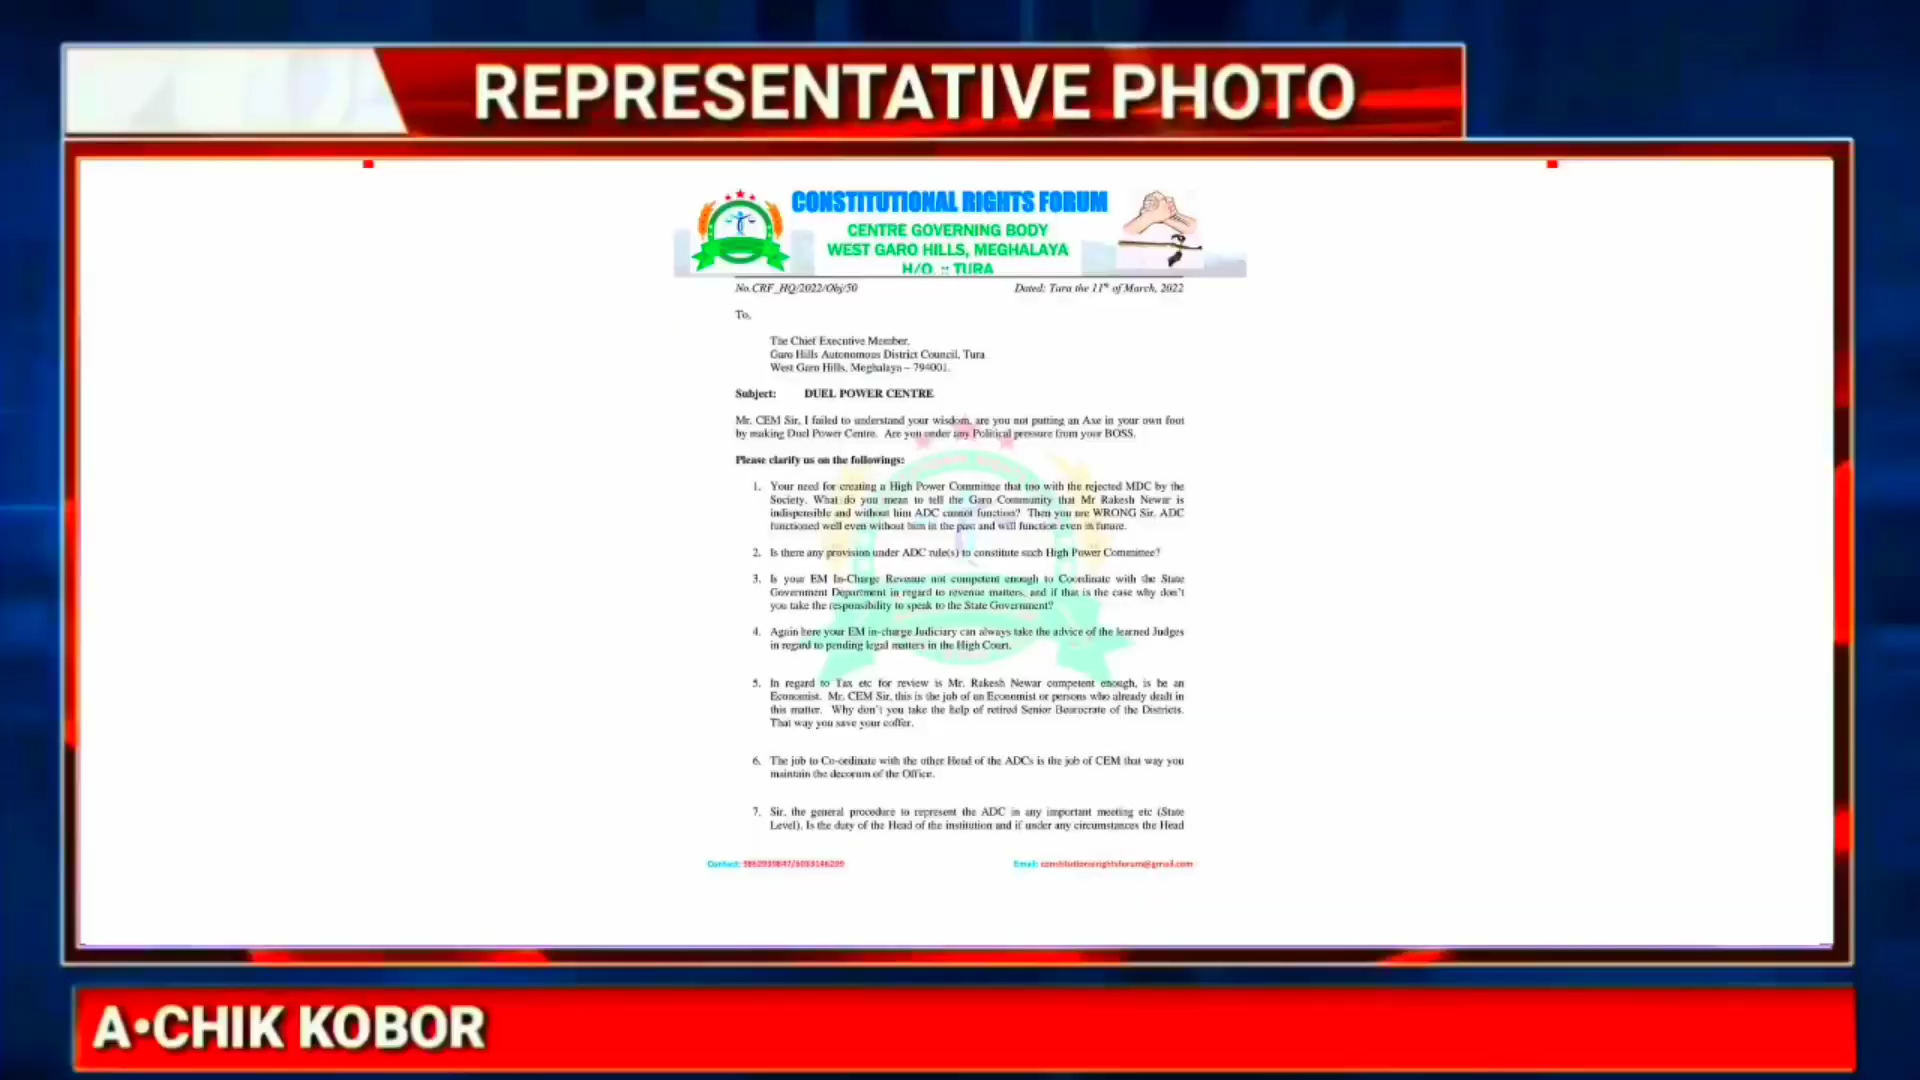 REPRESENTATIVE PHOTO
CONSTITUTIONAL RIGHTS FORUM
CENTRE GOVERNING BODY
WEST GARO HILLS, MEGHALAYA
H/O :: TURA
No.CRF_HQ/2022/Obj/50
Dated: Tura the 11th of March, 2022
To,
The Chief Executive Member,
Garo Hills Autonomous District Council, Tura
West Garo Hills, Meghalaya – 794001.
Subject: DUEL POWER CENTRE
Mr. CEM Sir, I failed to understand your wisdom, are you not putting an Axe in your own foot
by making Duel Power Centre. Are you under any Political pressure from your BOSS.
Please clarify us on the followings:
1. Your need for creating a High Power Committee that too with the rejected MDC by the
Society. What do you mean to tell the Garo Community that Mr Rakesh Newar is
indispensible and without him ADC cannot function? Then you are WRONG Sir. ADC
functioned well even without him in the past and will function even in future.
2. Is there any provision under ADC rule(s) to constitute such High Power Committee?
3. Is your EM In-Charge Revenue not competent enough to Coordinate with the State
Government Department in regard to revenue matters, and if that is the case why don't
you take the responsibility to speak to the State Government?
4. Again here your EM in-charge Judiciary can always take the advice of the learned Judges
in regard to pending legal matters in the High Court.
5. In regard to Tax etc for review is Mr. Rakesh Newar competent enough, is he an
Economist. Mr. CEM Sir, this is the job of an Economist or persons who already dealt in
this matter. Why don't you take the help of retired Senior Beurocrate of the Districts.
That way you save your coffer.
6. The job to Co-ordinate with the other Head of the ADCs is the job of CEM that way you
maintain the decorum of the Office.
7. Sir, the general procedure to represent the ADC in any important meeting etc (State
Level). Is the duty of the Head of the institution and if under any circumstances the Head
Contact:
Email: constitutionalrightsforum@gmail.com
A•CHIK KOBOR